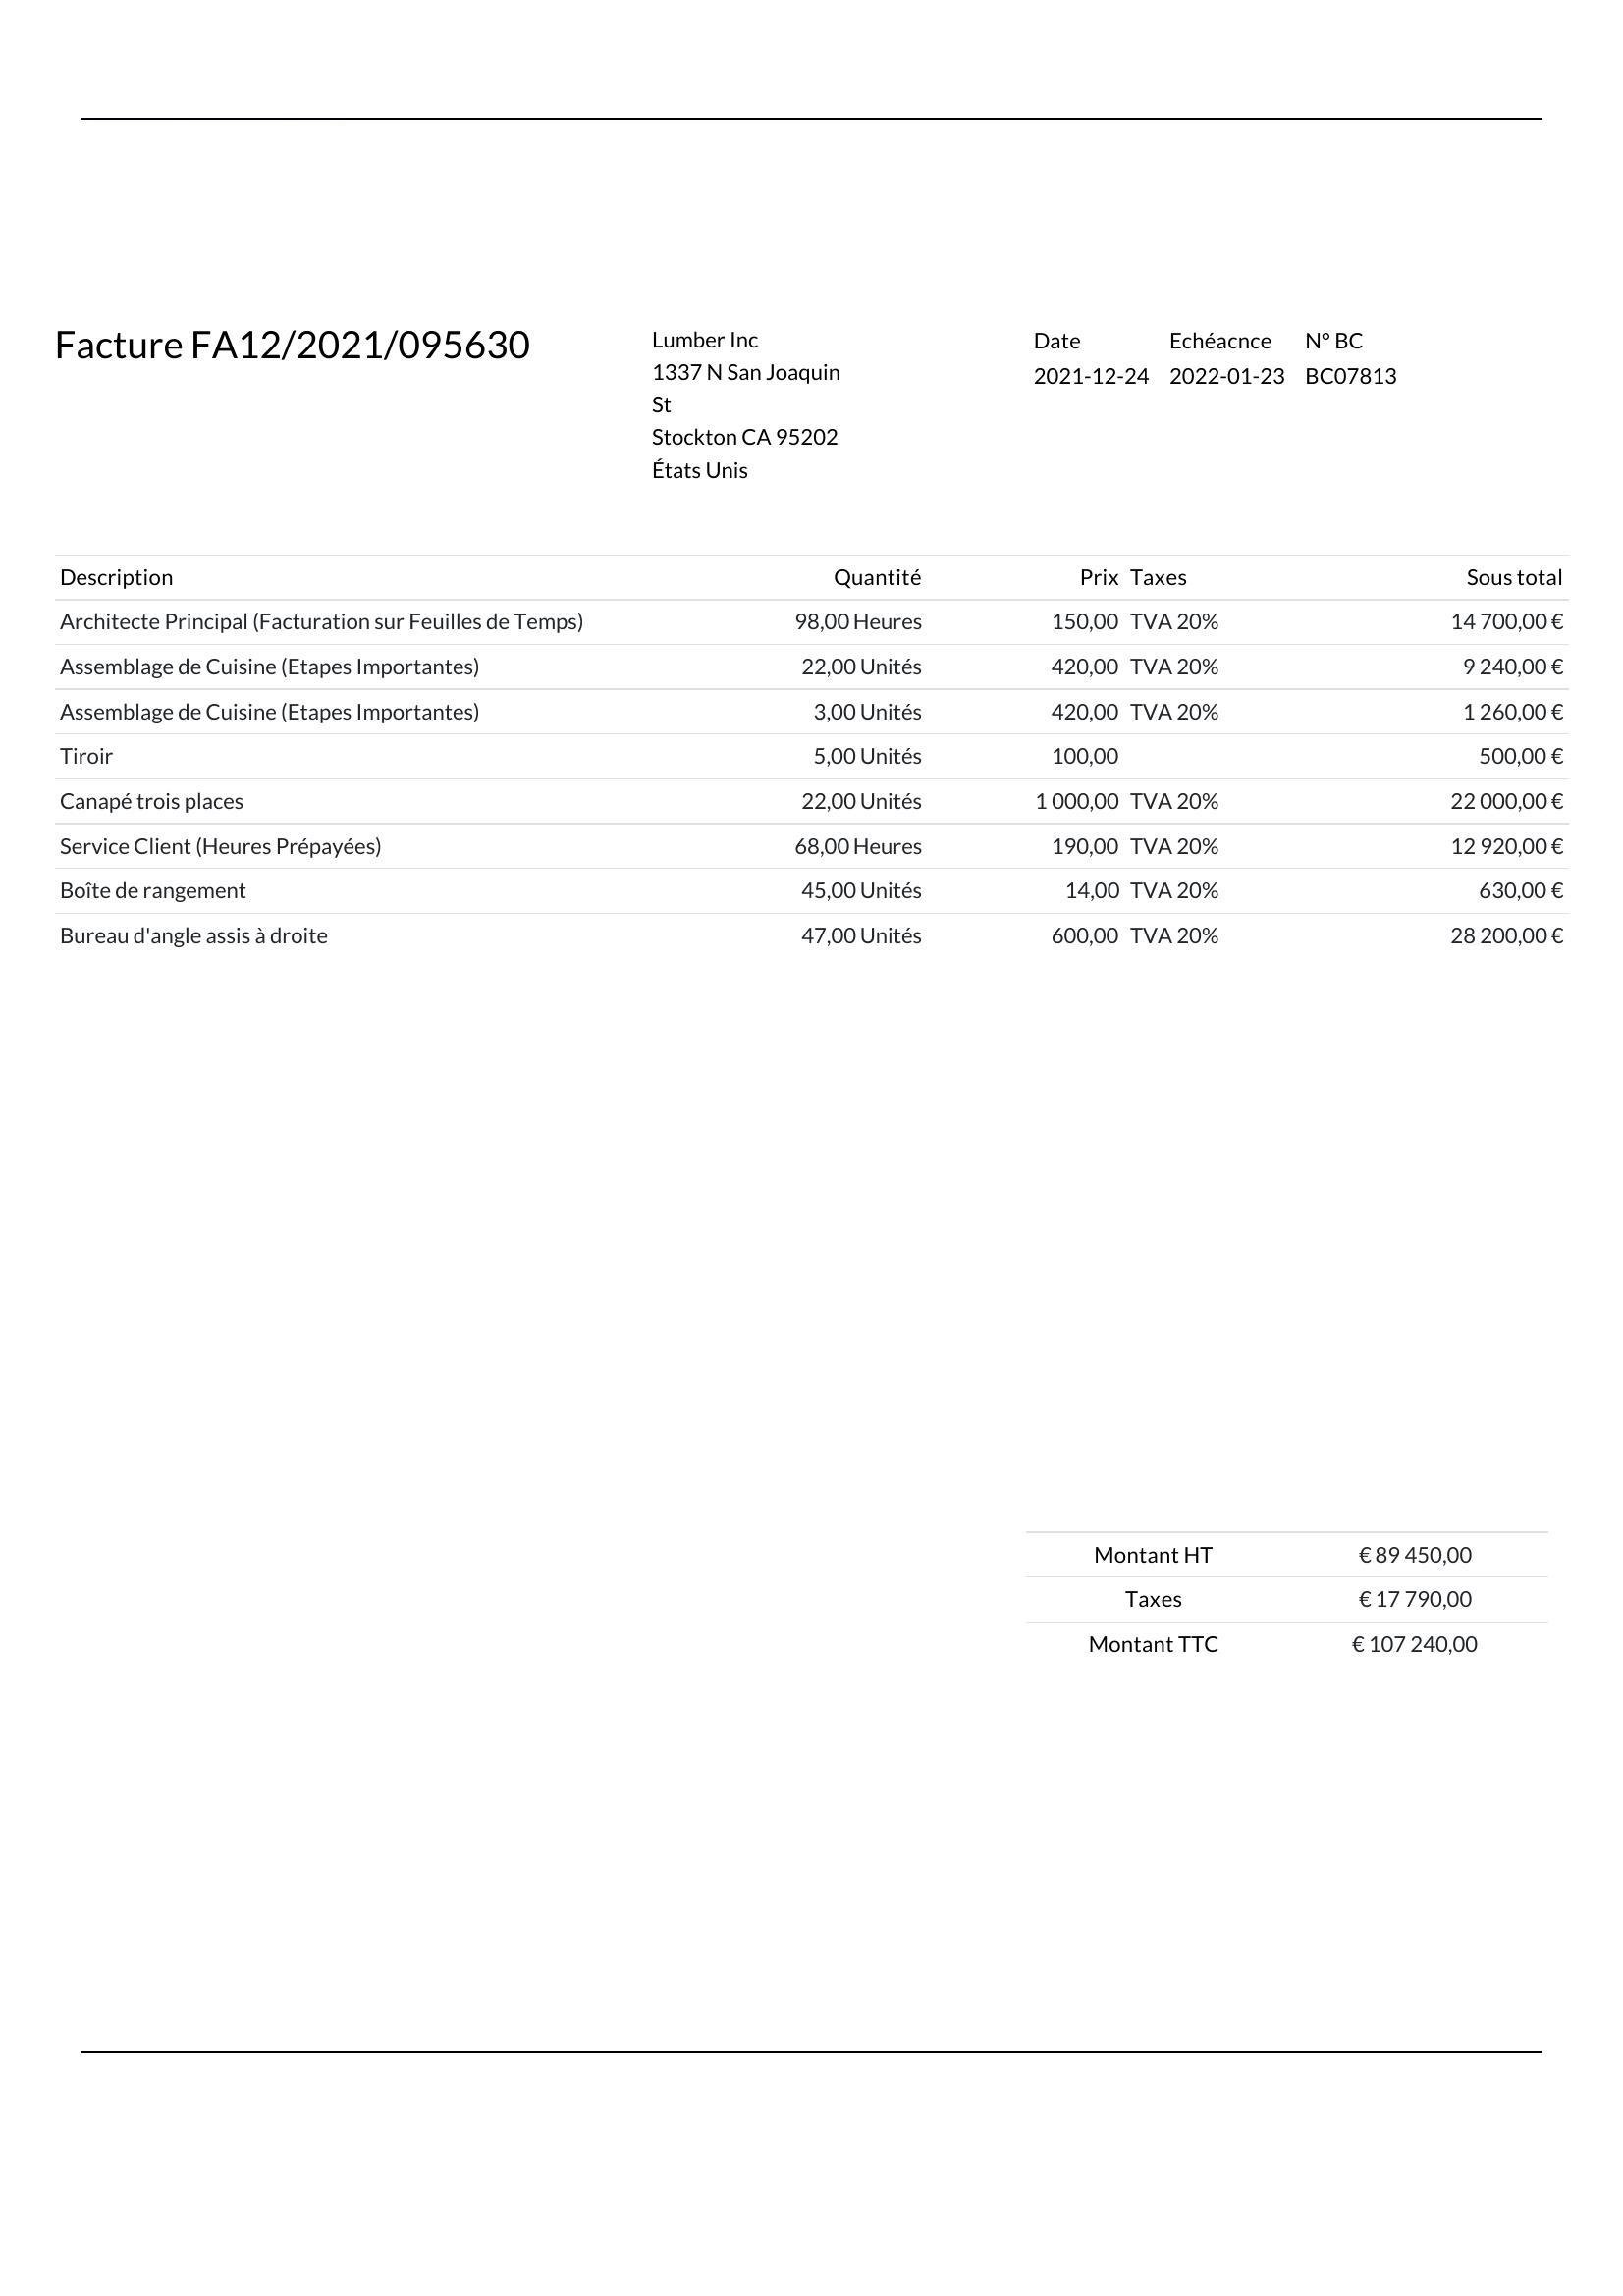 Facture FA12/2021/095630
Lumber Inc
1337 N San Joaquin
St
Stockton CA 95202
États Unis
Date Echéacnce N° BC
2021-12-24 2022-01-23 BC07813
Description Quantité Prix Taxes Sous total
Architecte Principal (Facturation sur Feuilles de Temps) 98,00 Heures 150,00 TVA 20% 14 700,00 €
Assemblage de Cuisine (Etapes Importantes) 22,00 Unités 420,00 TVA 20% 9 240,00 €
Assemblage de Cuisine (Etapes Importantes) 3,00 Unités 420,00 TVA 20% 1 260,00 €
Tiroir 5,00 Unités 100,00 500,00 €
Canapé trois places 22,00 Unités 1 000,00 TVA 20% 22 000,00 €
Service Client (Heures Prépayées) 68,00 Heures 190,00 TVA 20% 12 920,00 €
Boîte de rangement 45,00 Unités 14,00 TVA 20% 630,00 €
Bureau d'angle assis à droite 47,00 Unités 600,00 TVA 20% 28 200,00 €
Montant HT € 89 450,00
Taxes € 17 790,00
Montant TTC € 107 240,00